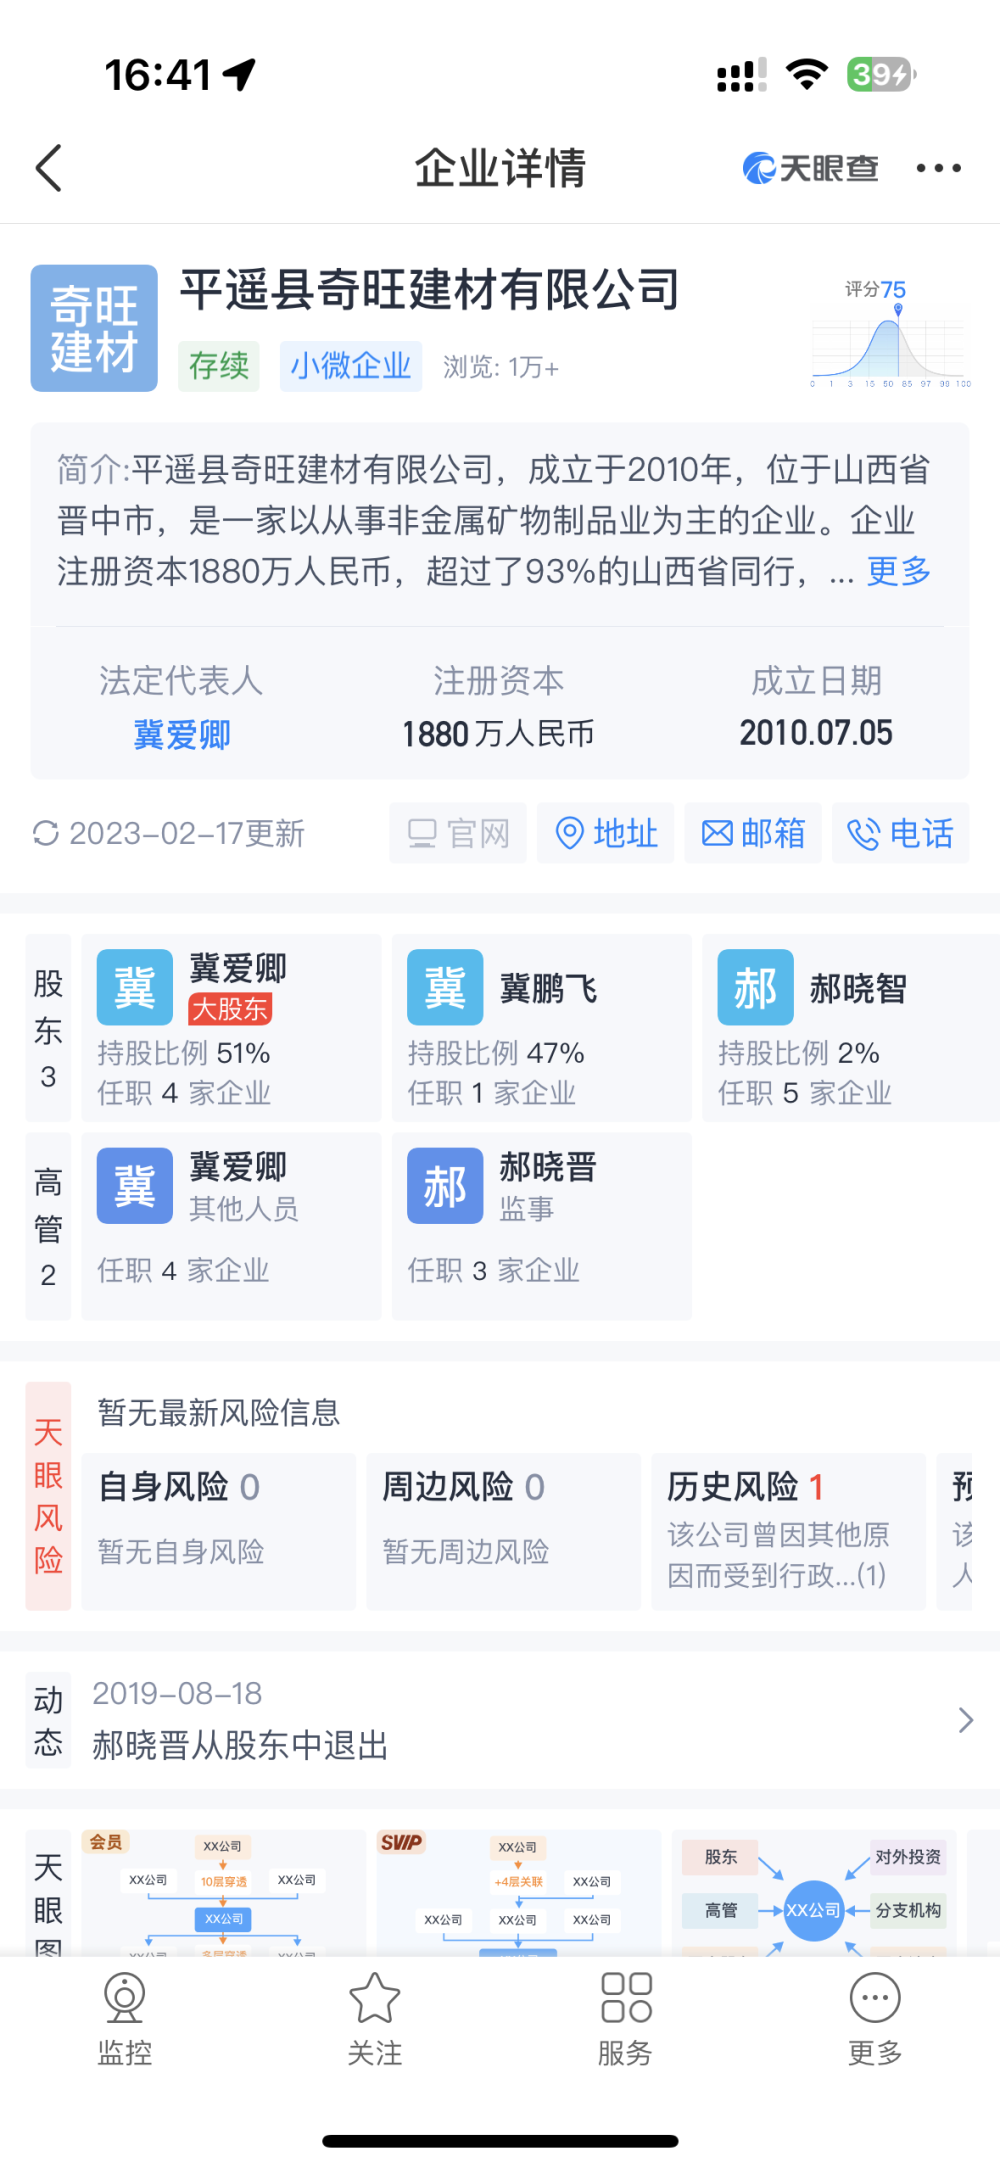 16:41
39
企业详情
天眼查
奇旺
建材
平遥县奇旺建材有限公司
评分75
存续
小微企业
浏览: 1万+
0 1 3 15 50 85 97 99 100
简介:平遥县奇旺建材有限公司，成立于2010年，位于山西省
晋中市，是一家以从事非金属矿物制品业为主的企业。企业
注册资本1880万人民币，超过了93%的山西省同行，... 更多
法定代表人 注册资本 成立日期
冀爱卿 1880万人民币 2010.07.05
2023-02-17更新 官网 地址 邮箱 电话
股东3
冀 冀爱卿 大股东
持股比例 51%
任职 4 家企业
冀 冀鹏飞
持股比例 47%
任职 1 家企业
郝 郝晓智
持股比例 2%
任职 5 家企业
高管2
冀 冀爱卿
其他人员
任职 4 家企业
郝 郝晓晋
监事
任职 3 家企业
天眼风险
暂无最新风险信息
自身风险 0
暂无自身风险
周边风险 0
暂无周边风险
历史风险 1
该公司曾因其他原
因而受到行政...(1)
该
人
动态
2019-08-18
郝晓晋从股东中退出
天眼图
会员
XX公司
XX公司 10层穿透 XX公司
XX公司
SVIP
XX公司
+4层关联 XX公司
XX公司 XX公司 XX公司
股东 对外投资
高管 XX公司 分支机构
监控 关注 服务 更多